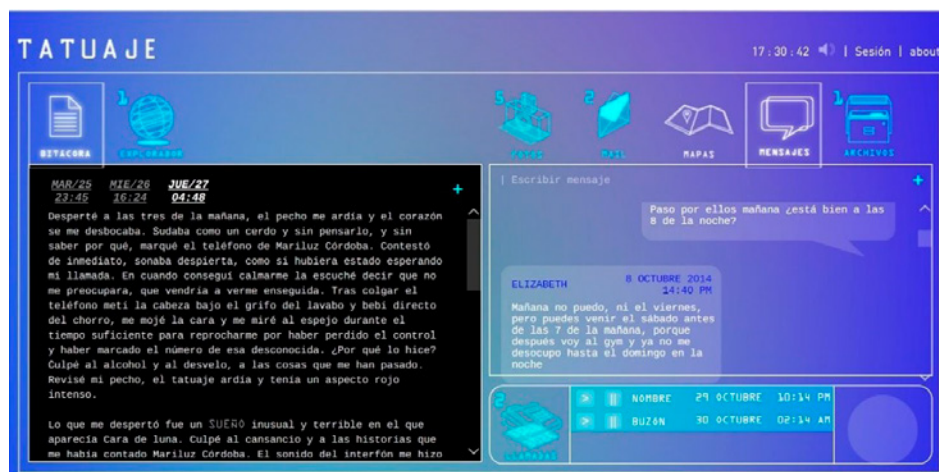 TATUAJE
17:30:42 | Sesión | about
BITACORA
1
EXPLORADOR
5
FOTOS
2
MAIL
MAPAS
MENSAJES
1
ARCHIVOS
MAR/25 MIE/26 JUE/27
23:45 16:24 04:48
+
Desperté a las tres de la mañana, el pecho me ardía y el corazón
se me desbocaba. Sudaba como un cerdo y sin pensarlo, y sin
saber por qué, marqué el teléfono de Mariluz Córdoba. Contestó
de inmediato, sonaba despierta, como si hubiera estado esperando
mi llamada. En cuanto conseguí calmarme la escuché decir que no
me preocupara, que vendría a verme enseguida. Tras colgar el
teléfono metí la cabeza bajo el grifo del lavabo y bebí directo
del chorro, me mojé la cara y me miré al espejo durante el
tiempo suficiente para reprocharme por haber perdido el control
y haber marcado el número de esa desconocida. ¿Por qué lo hice?
Culpé al alcohol y al desvelo, a las cosas que me han pasado.
Revisé mi pecho, el tatuaje ardía y tenía un aspecto rojo
intenso.
Lo que me despertó fue un SUEÑO inusual y terrible en el que
aparecía Cara de luna. Culpé al cansancio y a las historias que
me había contado Mariluz Córdoba. El sonido del interfón me hizo
| Escribir mensaje
+
Paso por ellos mañana ¿está bien a las
8 de la noche?
ELIZABETH 8 OCTUBRE 2014
14:40 PM
Mañana no puedo, ni el viernes,
pero puedes venir el sábado antes
de las 7 de la mañana, porque
después voy al gym y ya no me
desocupo hasta el domingo en la
noche
2
LLAMADAS
> || NOMBRE 29 OCTUBRE 10:14 PM
> || BUZóN 30 OCTUBRE 02:14 AM